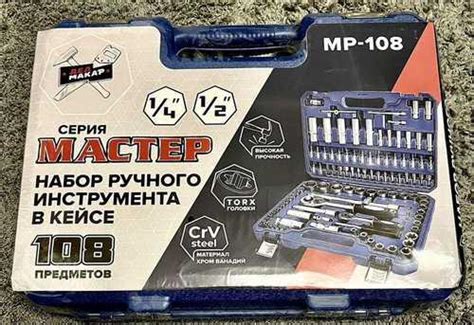 ДЕД
МАКАР
MP-108
1/4" 1/2"
СЕРИЯ
МАСТЕР
НАБОР РУЧНОГО
ИНСТРУМЕНТА
В КЕЙСЕ
108
ПРЕДМЕТОВ
ВЫСОКАЯ
ПРОЧНОСТЬ
TORX
ГОЛОВКИ
CrV
steel
МАТЕРИАЛ
ХРОМ ВАНАДИЙ